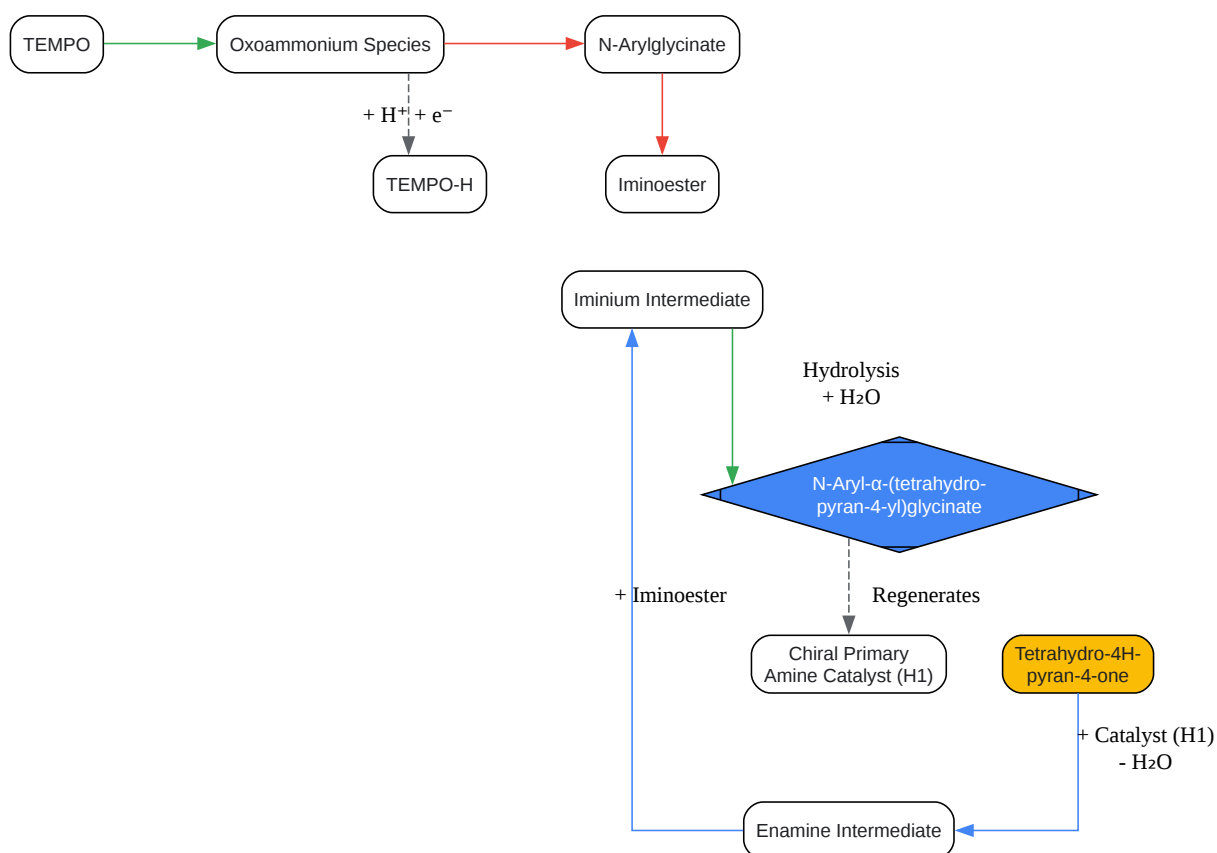 TEMPO
Oxoammonium Species
N-Arylglycinate
+ H⁺ + e⁻
TEMPO-H
Iminoester
Iminium Intermediate
Hydrolysis
+ H₂O
N-Aryl-α-(tetrahydro-
pyran-4-yl)glycinate
+ Iminoester
Regenerates
Chiral Primary
Amine Catalyst (H1)
Tetrahydro-4H-
pyran-4-one
+ Catalyst (H1)
- H₂O
Enamine Intermediate